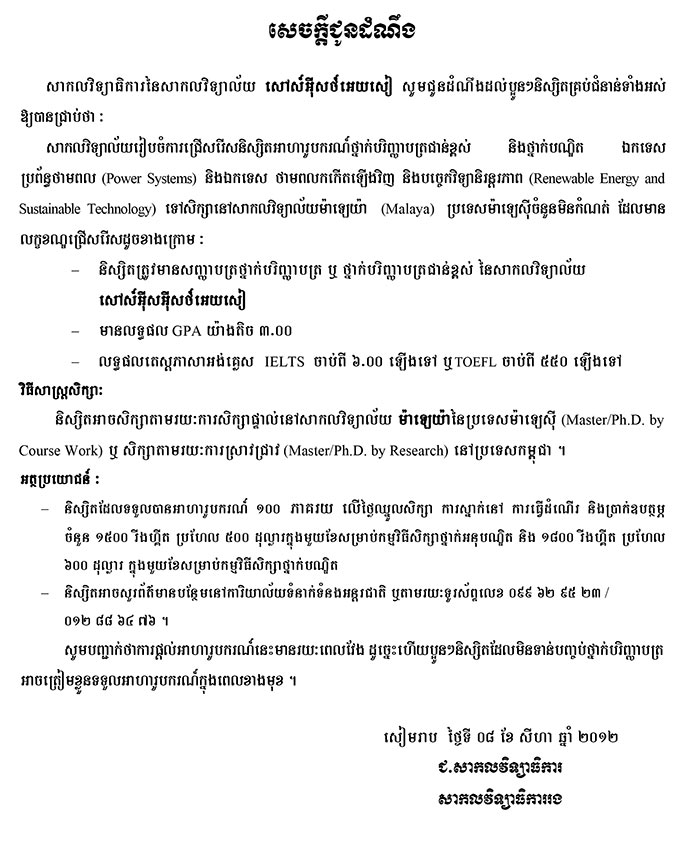 សេចក្តីជូនដំណឹង
សាកលវិទ្យាធិការនៃសាកលវិទ្យាល័យ សៅស៍អ៊ីសថ៍អេយសៀ សូមជូនដំណឹងដល់ប្អូនៗនិស្សិតគ្រប់ជំនាន់ទាំងអស់
ឱ្យបានជ្រាបថា :
សាកលវិទ្យាល័យរៀបចំការជ្រើសរើសនិស្សិតអាហារូបករណ៍ថ្នាក់បរិញ្ញាបត្រជាន់ខ្ពស់ និងថ្នាក់បណ្ឌិត ឯកទេស
ប្រព័ន្ធថាមពល (Power Systems) និងឯកទេស ថាមពលកកើតឡើងវិញ និងបច្ចេកវិទ្យានិរន្តរភាព (Renewable Energy and
Sustainable Technology) ទៅសិក្សានៅសាកលវិទ្យាល័យម៉ាឡេយ៉ា (Malaya) ប្រទេសម៉ាឡេស៊ីចំនួនមិនកំណត់ ដែលមាន
លក្ខខណ្ឌជ្រើសរើសដូចខាងក្រោម :
– និស្សិតត្រូវមានសញ្ញាបត្រថ្នាក់បរិញ្ញាបត្រ ឬ ថ្នាក់បរិញ្ញាបត្រជាន់ខ្ពស់ នៃសាកលវិទ្យាល័យ
សៅស៍អ៊ីសអ៊ីសថ៍អេយសៀ
– មានលទ្ធផល GPA យ៉ាងតិច ៣.០០
– លទ្ធផលតេស្តភាសាអង់គ្លេស IELTS ចាប់ពី ៦.០០ ឡើងទៅ ឬ TOEFL ចាប់ពី ៥៥០ ឡើងទៅ
វិធីសាស្ត្រសិក្សា:
និស្សិតអាចសិក្សាតាមរយ:ការសិក្សាផ្ទាល់នៅសាកលវិទ្យាល័យ ម៉ាឡេយ៉ានៃប្រទេសម៉ាឡេស៊ី (Master/Ph.D. by
Course Work) ឬ សិក្សាតាមរយ:ការស្រាវជ្រាវ (Master/Ph.D. by Research) នៅប្រទេសកម្ពុជា ។
អត្ថប្រយោជន៍ :
– និស្សិតដែលទទួលបានអាហារូបករណ៍ ១០០ ភាគរយ លើថ្លៃឈ្នួលសិក្សា ការស្នាក់នៅ ការធ្វើដំណើរ និងប្រាក់ឧបត្ថម្ភ
ចំនួន ១៥០០ រីងហ្គីត ប្រហែល ៥០០ ដុល្លារក្នុងមួយខែសម្រាប់កម្មវិធីសិក្សាថ្នាក់អនុបណ្ឌិត និង ១៨០០ រីងហ្គីត ប្រហែល
៦០០ ដុល្លារ ក្នុងមួយខែសម្រាប់កម្មវិធីសិក្សាថ្នាក់បណ្ឌិត
– និស្សិតអាចសួរព័ត៌មានបន្ថែមនៅការិយាល័យទំនាក់ទំនងអន្តរជាតិ ឬតាមរយ:ទូរស័ព្ទលេខ ០៩៩ ៦២ ៩៥ ២៣ /
០១២ ៨៨ ៦៤ ៧៦ ។
សូមបញ្ជាក់ថាការផ្តល់អាហារូបករណ៍នេះមានរយ:ពេលវែង ដូច្នេះហើយប្អូនៗនិស្សិតដែលមិនទាន់បញ្ចប់ថ្នាក់បរិញ្ញាបត្រ
អាចត្រៀមខ្លួនទទួលអាហារូបករណ៍ក្នុងពេលខាងមុខ ។
សៀមរាប ថ្ងៃទី ០៨ ខែ សីហា ឆ្នាំ ២០១២
ជ.សាកលវិទ្យាធិការ
សាកលវិទ្យាធិការរង